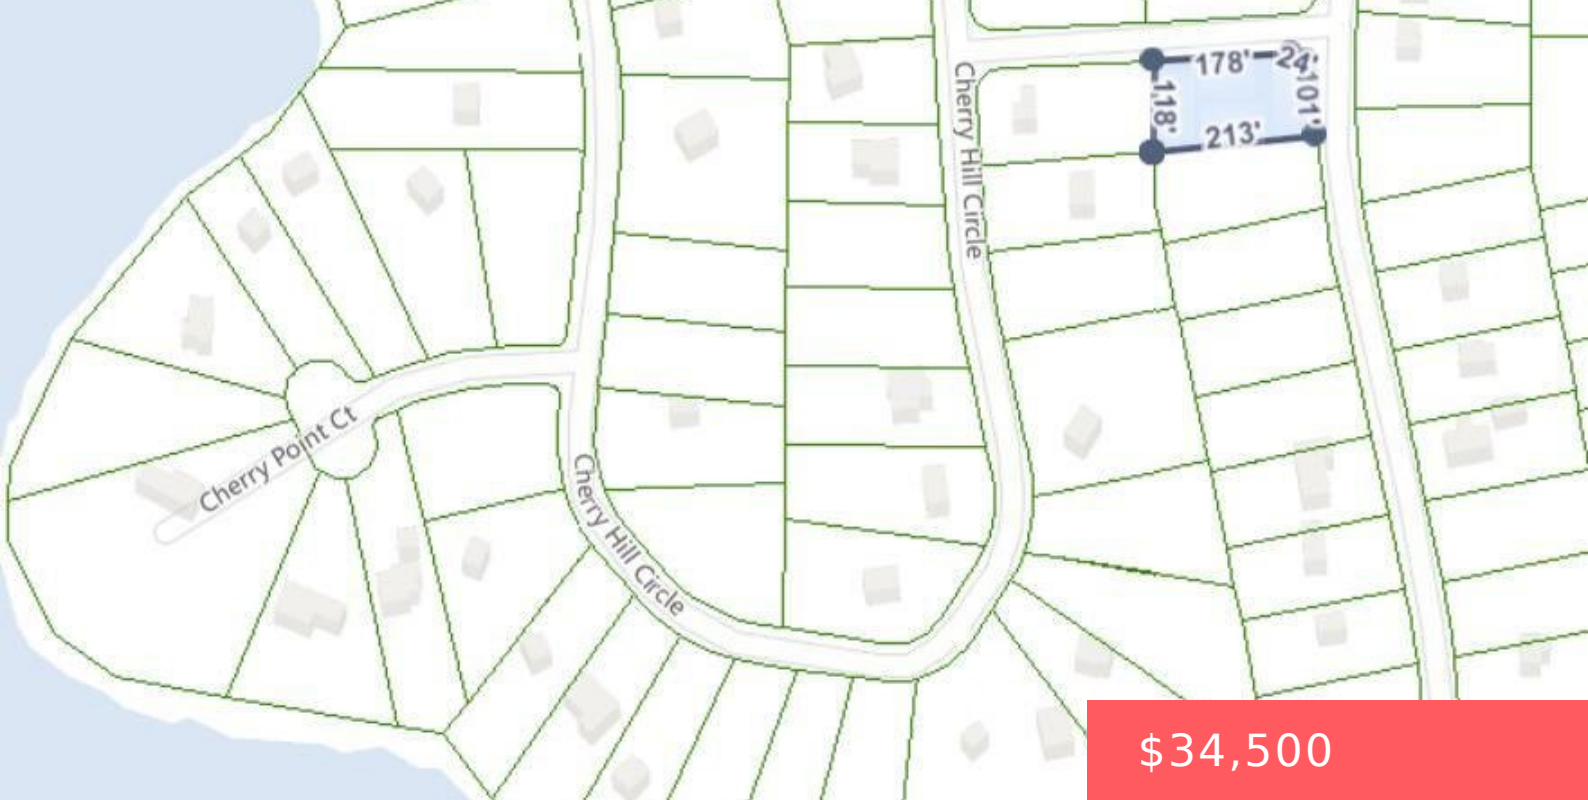 178'
24'
118'
101'
213'
Cherry Hill Circle
Cherry Point Ct
Cherry Hill Circle
$34,500